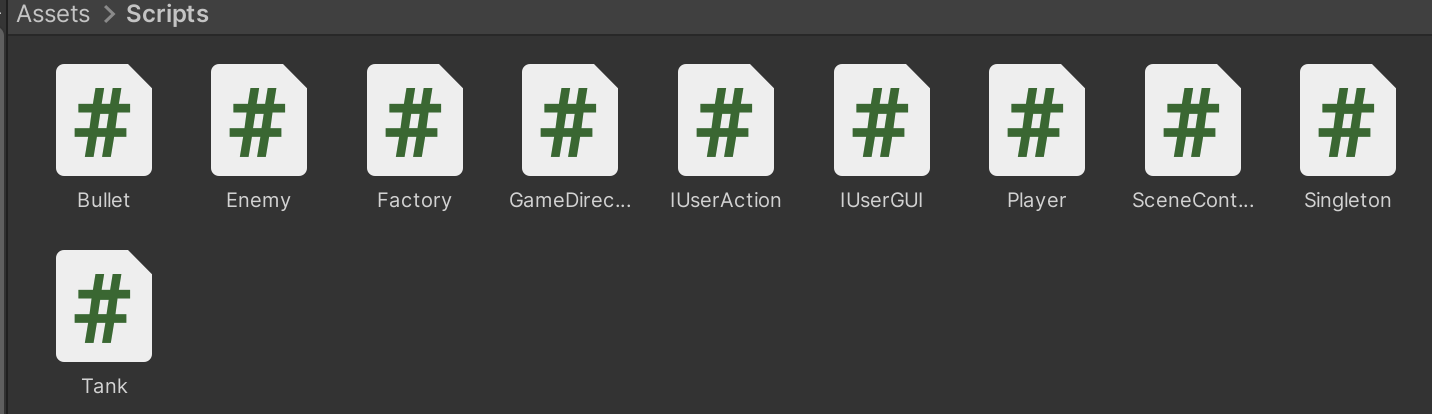 Assets > Scripts
Bullet Enemy Factory GameDirec... IUserAction IUserGUI Player SceneCont... Singleton
Tank